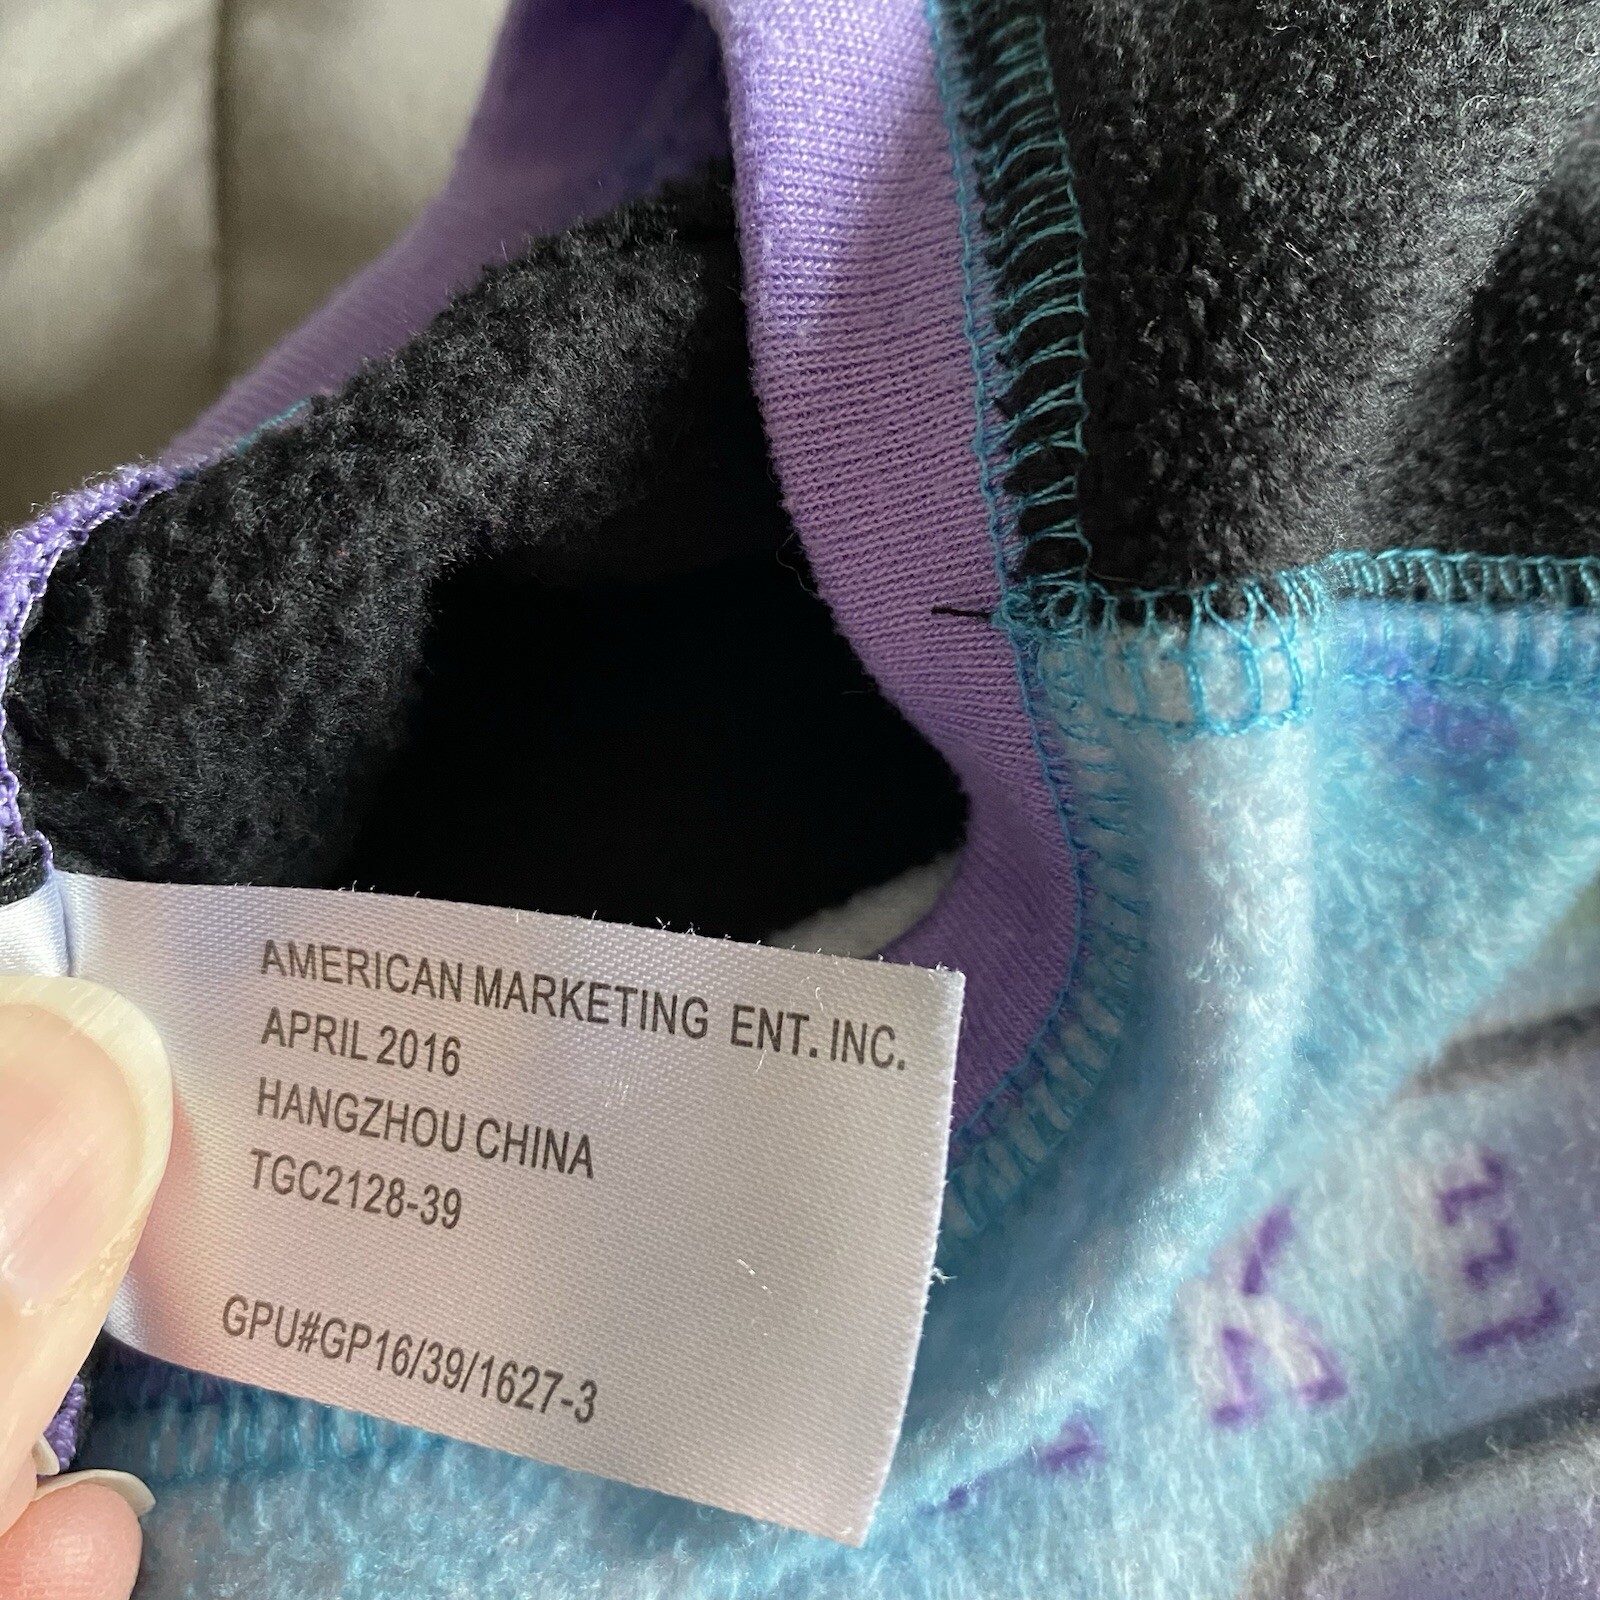 AMERICAN MARKETING ENT. INC.
APRIL 2016
HANGZHOU CHINA
TGC2128-39
GPU#GP16/39/1627-3